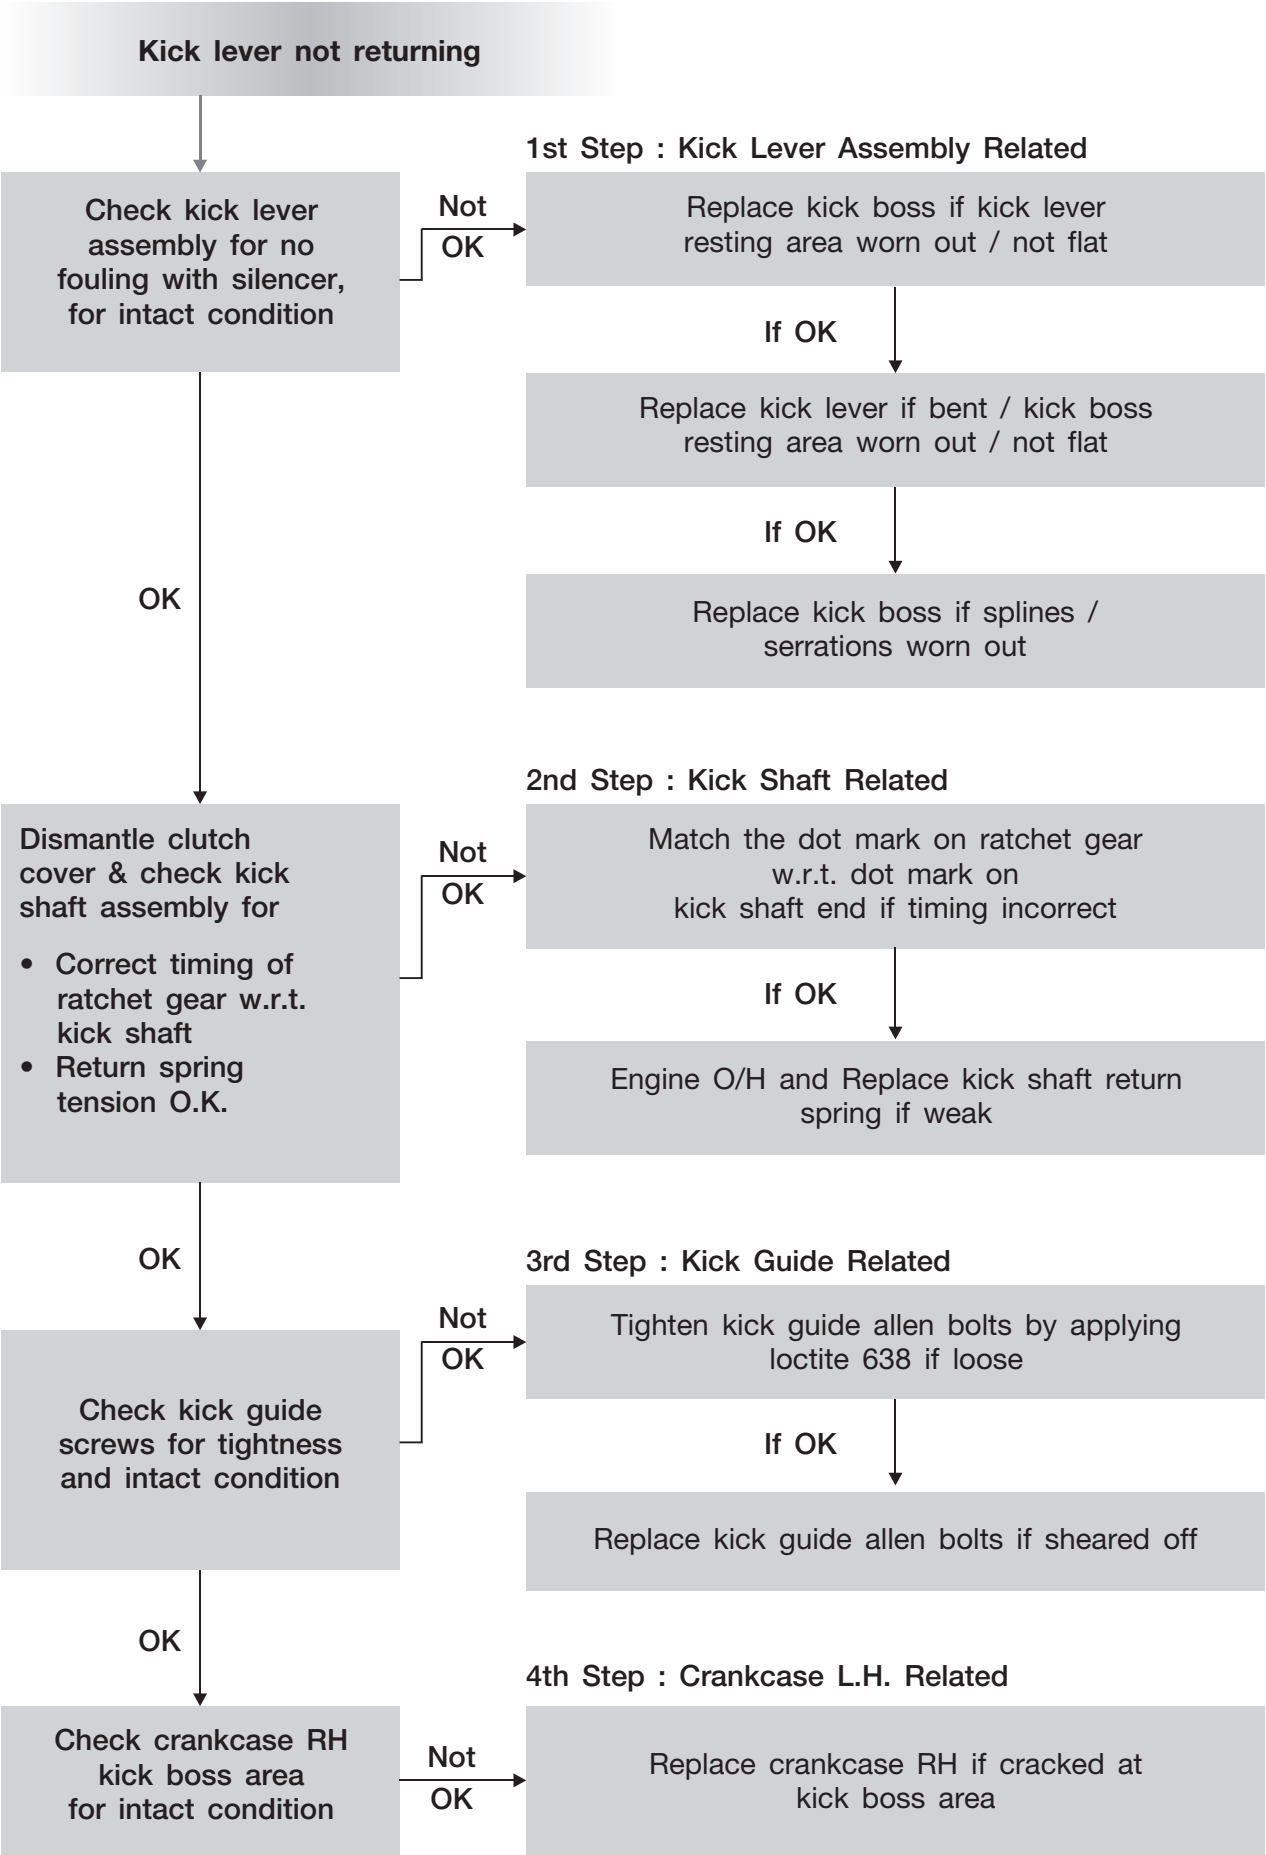 Kick lever not returning
Check kick lever
assembly for no
fouling with silencer,
for intact condition
Not
OK
1st Step : Kick Lever Assembly Related
Replace kick boss if kick lever
resting area worn out / not flat
If OK
Replace kick lever if bent / kick boss
resting area worn out / not flat
If OK
Replace kick boss if splines /
serrations worn out
OK
Dismantle clutch
cover & check kick
shaft assembly for
• Correct timing of
ratchet gear w.r.t.
kick shaft
• Return spring
tension O.K.
Not
OK
2nd Step : Kick Shaft Related
Match the dot mark on ratchet gear
w.r.t. dot mark on
kick shaft end if timing incorrect
If OK
Engine O/H and Replace kick shaft return
spring if weak
OK
Check kick guide
screws for tightness
and intact condition
Not
OK
3rd Step : Kick Guide Related
Tighten kick guide allen bolts by applying
loctite 638 if loose
If OK
Replace kick guide allen bolts if sheared off
OK
Check crankcase RH
kick boss area
for intact condition
Not
OK
4th Step : Crankcase L.H. Related
Replace crankcase RH if cracked at
kick boss area